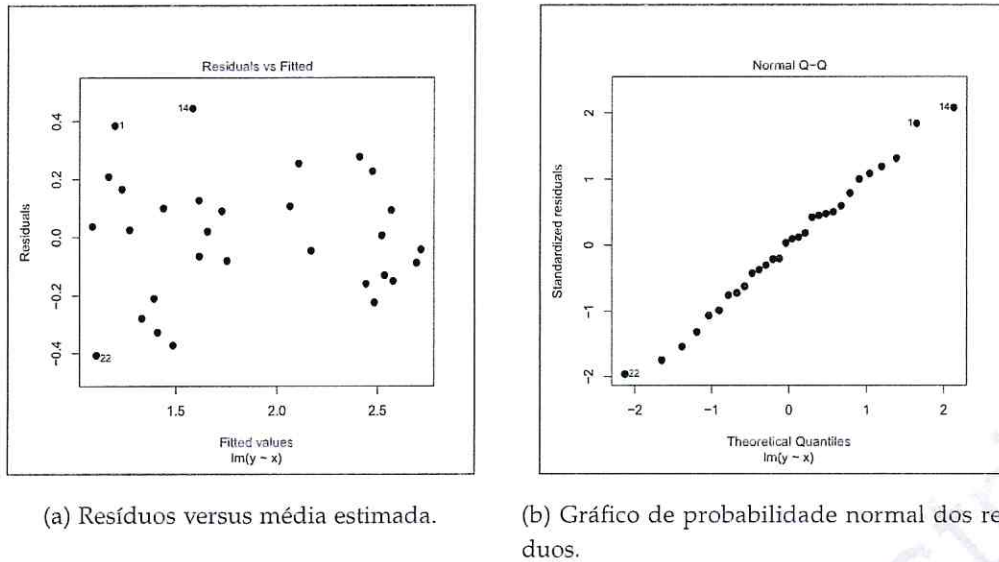 Residuals vs Fitted
Residuals
0.4
0.2
0.0
−0.2
−0.4
14
1
22
1.5
2.0
2.5
Fitted values
lm(y ~ x)
(a) Resíduos versus média estimada.
Normal Q−Q
Standardized residuals
2
1
0
−1
−2
14
1
22
−2
−1
0
1
2
Theoretical Quantiles
lm(y ~ x)
(b) Gráfico de probabilidade normal dos re
duos.